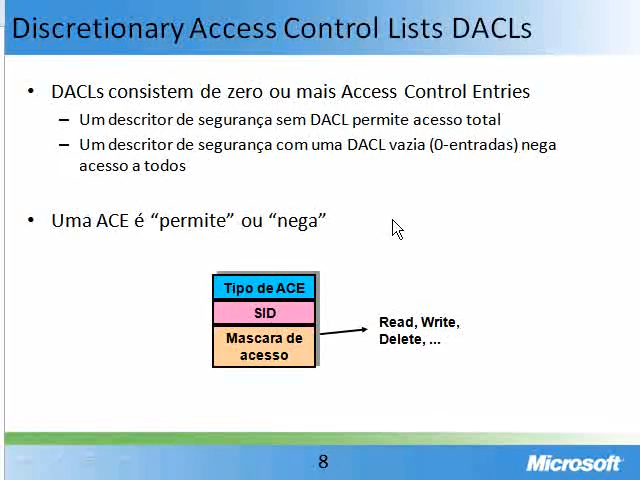 Discretionary Access Control Lists DACLs
• DACLs consistem de zero ou mais Access Control Entries
– Um descritor de segurança sem DACL permite acesso total
– Um descritor de segurança com uma DACL vazia (0-entradas) nega
acesso a todos
• Uma ACE é “permite” ou “nega”
Tipo de ACE
SID
Mascara de
acesso
Read, Write,
Delete, ...
8
Microsoft